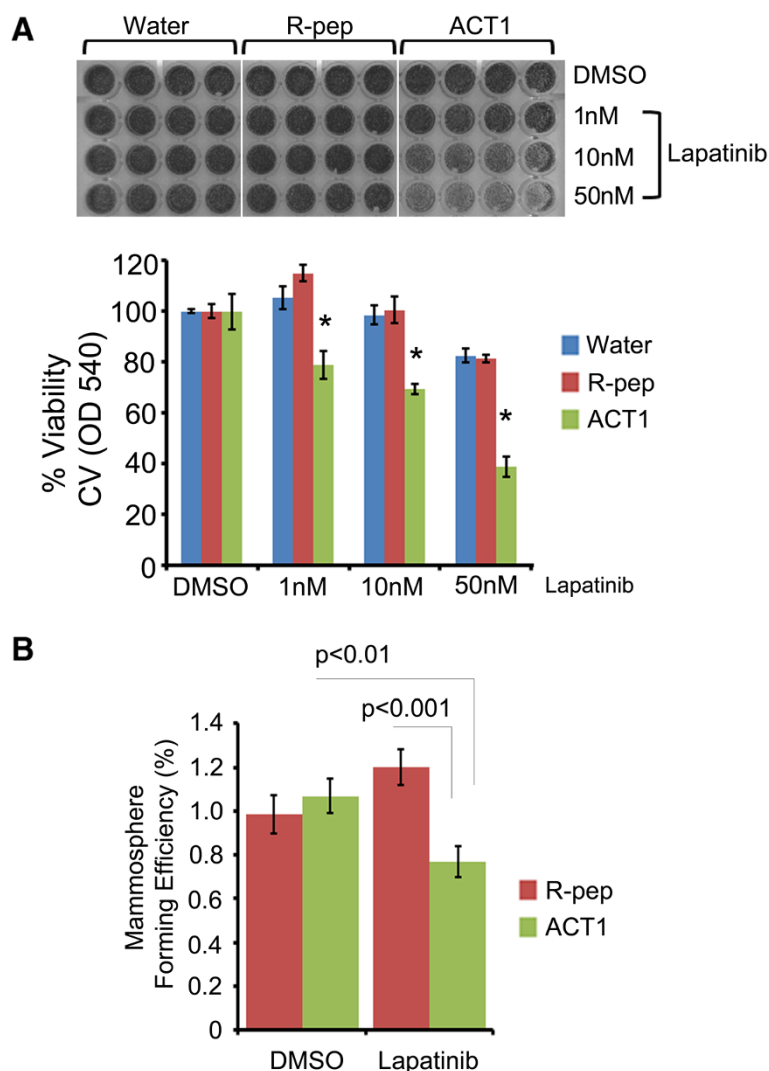 A
Water R-pep ACT1
DMSO
1nM
10nM Lapatinib
50nM
120
100
80
60
40
20
0
% Viability
CV (OD 540)
* * *
Water
R-pep
ACT1
DMSO 1nM 10nM 50nM Lapatinib
B
p<0.01
p<0.001
1.4
1.2
1.0
0.8
0.6
0.4
0.2
0
Mammosphere
Forming Efficiency (%)
R-pep
ACT1
DMSO Lapatinib